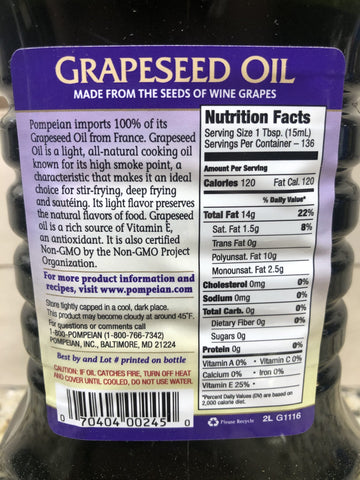 GRAPESEED OIL
MADE FROM THE SEEDS OF WINE GRAPES
Pompeian imports 100% of its
Grapeseed Oil from France. Grapeseed
Oil is a light, all-natural cooking oil
known for its high smoke point, a
characteristic that makes it an ideal
choice for stir-frying, deep frying
and sautéing. Its light flavor preserves
the natural flavors of food. Grapeseed
oil is a rich source of Vitamin E,
an antioxidant. It is also certified
Non-GMO by the Non-GMO Project
Organization.
For more product information and
recipes, visit www.pompeian.com
Store tightly capped in a cool, dark place.
This product may become cloudy at around 45°F.
For questions or comments call
1-800-POMPEIAN (1-800-766-7342)
POMPEIAN, INC., BALTIMORE, MD 21224
Best by and Lot # printed on bottle
CAUTION: IF OIL CATCHES FIRE, TURN OFF HEAT
AND COVER UNTIL COOLED, DO NOT USE WATER.
0 70404 00245 0
Nutrition Facts
Serving Size 1 Tbsp. (15mL)
Servings Per Container – 136
Amount Per Serving
Calories 120 Fat Cal. 120
% Daily Value*
Total Fat 14g 22%
Sat. Fat 1.5g 8%
Trans Fat 0g
Polyunsat. Fat 10g
Monounsat. Fat 2.5g
Cholesterol 0mg 0%
Sodium 0mg 0%
Total Carb. 0g 0%
Dietary Fiber 0g 0%
Sugars 0g
Protein 0g 0%
Vitamin A 0% • Vitamin C 0%
Calcium 0% • Iron 0%
Vitamin E 25% •
*Percent Daily Values (DV) are based on
2,000 calorie diet.
Please Recycle 2L G1116